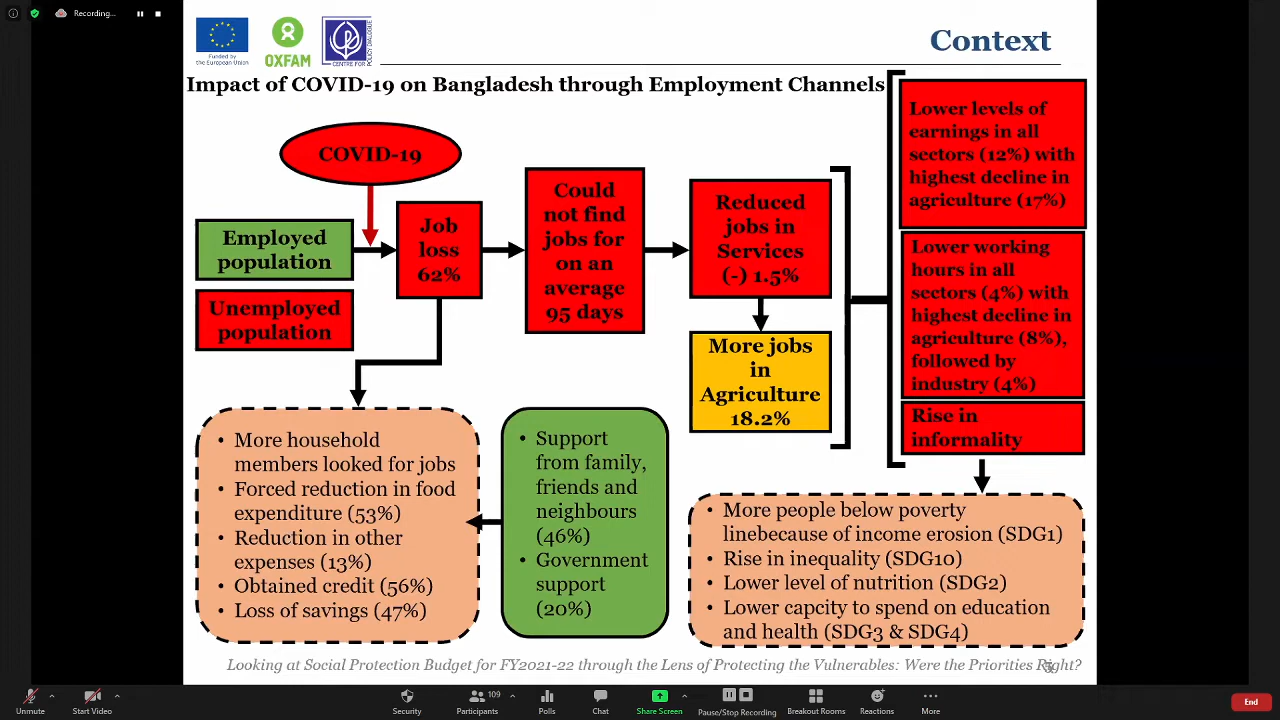 Recording...
Funded by
the European Union
OXFAM
CENTRE FOR
POLICY DIALOGUE
Context
Impact of COVID-19 on Bangladesh through Employment Channels
COVID-19
Employed
population
Unemployed
population
Job
loss
62%
Could
not find
jobs for
on an
average
95 days
Reduced
jobs in
Services
(-) 1.5%
More jobs
in
Agriculture
18.2%
Lower levels of
earnings in all
sectors (12%) with
highest decline in
agriculture (17%)
Lower working
hours in all
sectors (4%) with
highest decline in
agriculture (8%),
followed by
industry (4%)
Rise in
informality
• More household
members looked for jobs
• Forced reduction in food
expenditure (53%)
• Reduction in other
expenses (13%)
• Obtained credit (56%)
• Loss of savings (47%)
• Support
from family,
friends and
neighbours
(46%)
• Government
support
(20%)
• More people below poverty
linebecause of income erosion (SDG1)
• Rise in inequality (SDG10)
• Lower level of nutrition (SDG2)
• Lower capcity to spend on education
and health (SDG3 & SDG4)
Looking at Social Protection Budget for FY2021-22 through the Lens of Protecting the Vulnerables: Were the Priorities Right?
Unmute
Start Video
Security
Participants
109
Polls
Chat
Share Screen
Pause/Stop Recording
Breakout Rooms
Reactions
More
End